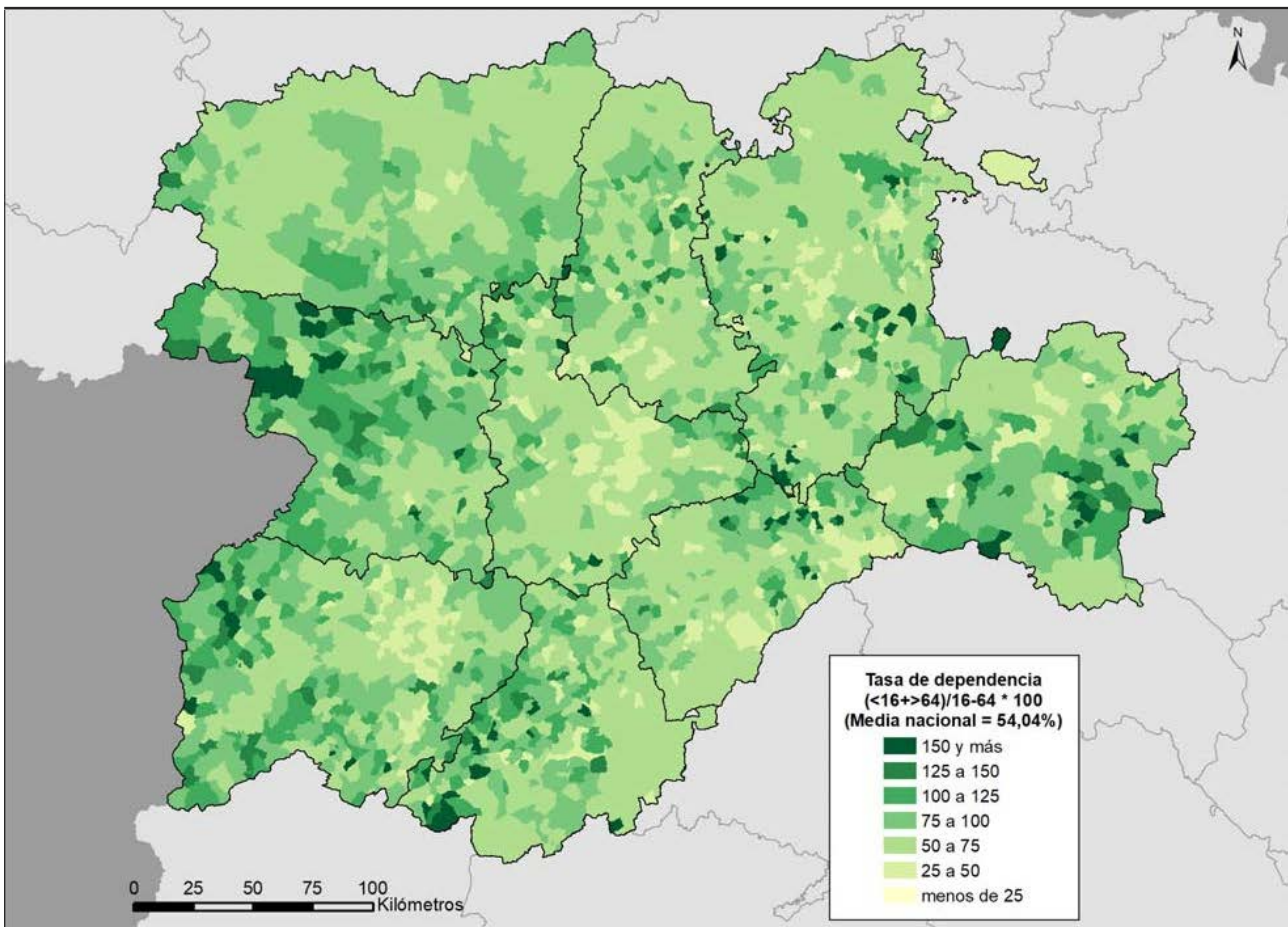 N
Tasa de dependencia
(<16+>64)/16-64 * 100
(Media nacional = 54,04%)
150 y más
125 a 150
100 a 125
75 a 100
50 a 75
25 a 50
menos de 25
0 25 50 75 100
Kilómetros